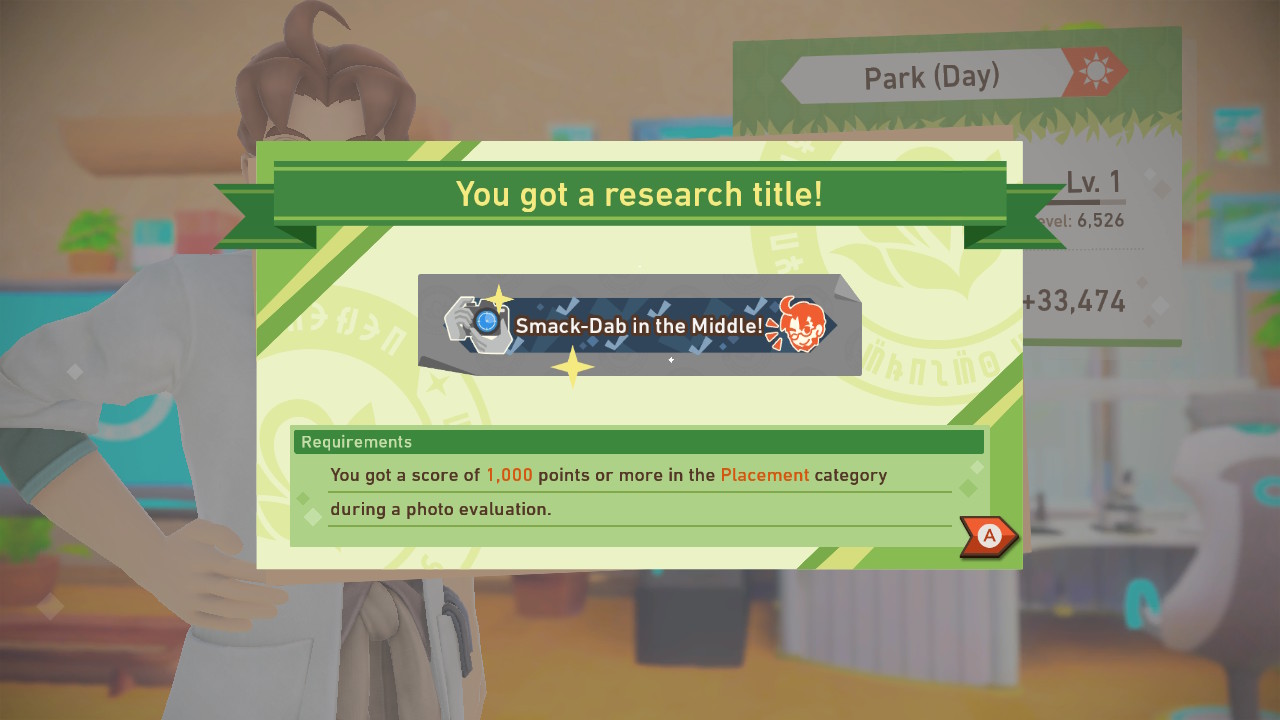 Park (Day)
You got a research title!
Lv. 1
evel: 6,526
Smack-Dab in the Middle!
+33,474
Requirements
You got a score of 1,000 points or more in the Placement category
during a photo evaluation.
A